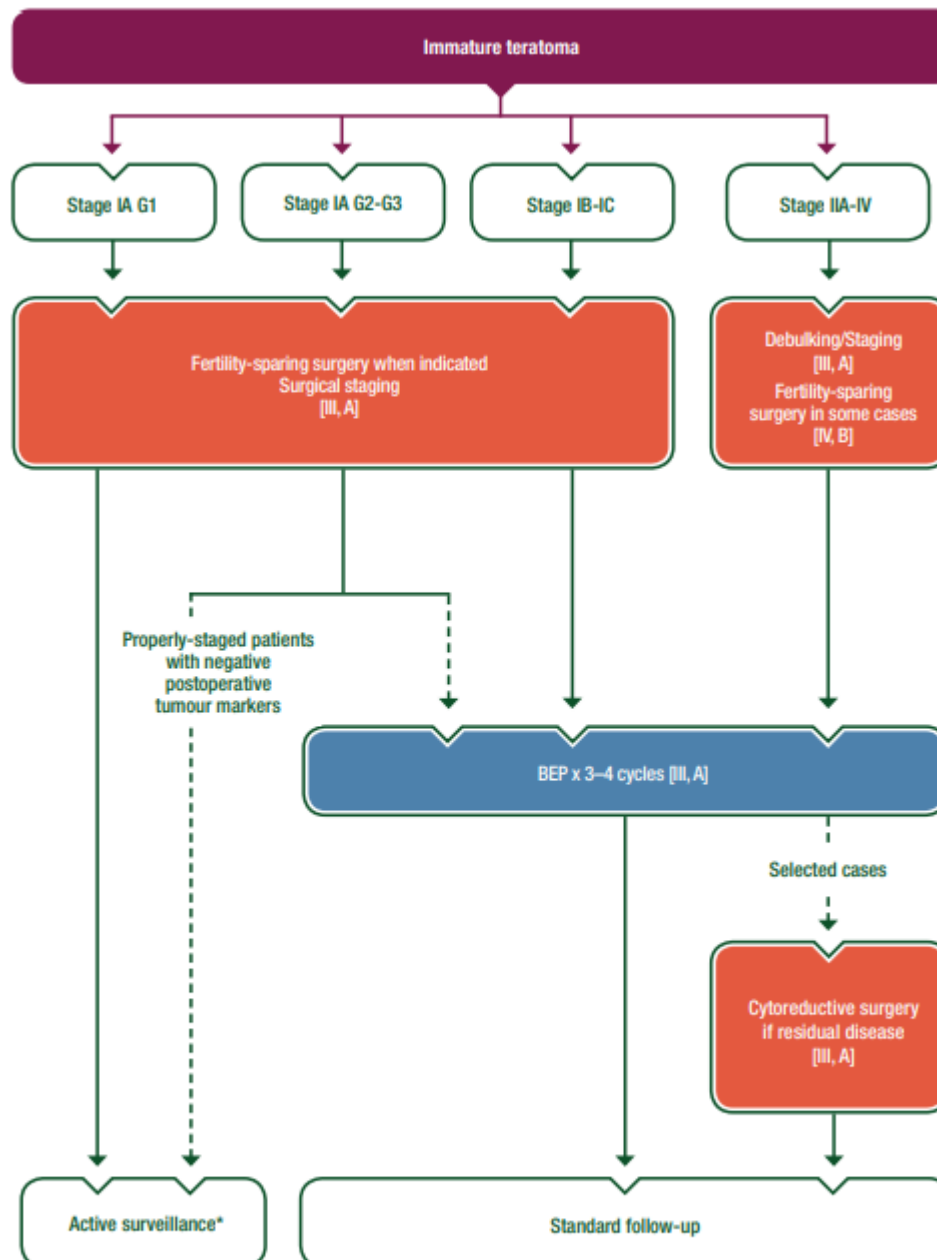 Immature teratoma
Stage IA G1
Stage IA G2-G3
Stage IB-IC
Stage IIA-IV
Fertility-sparing surgery when indicated
Surgical staging
[III, A]
Debulking/Staging
[III, A]
Fertility-sparing
surgery in some cases
[IV, B]
Properly-staged patients
with negative
postoperative
tumour markers
BEP x 3–4 cycles [III, A]
Selected cases
Cytoreductive surgery
if residual disease
[III, A]
Active surveillance*
Standard follow-up